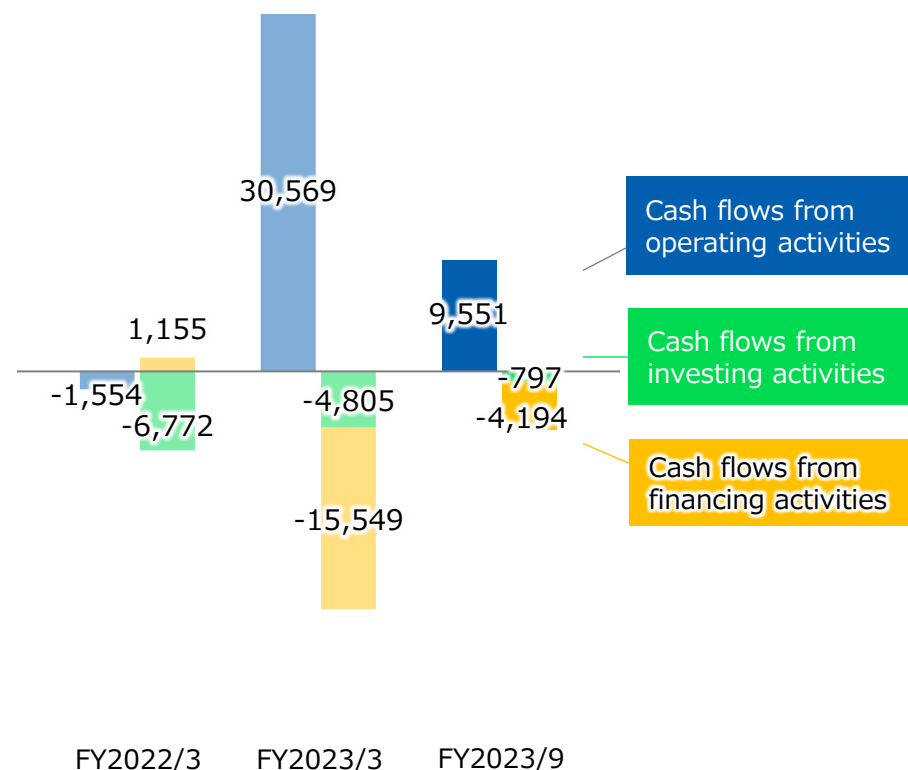 30,569
Cash flows from
operating activities
9,551
1,155
Cash flows from
investing activities
-797
-1,554
-4,805
-4,194
-6,772
Cash flows from
financing activities
-15,549
FY2022/3 FY2023/3 FY2023/9